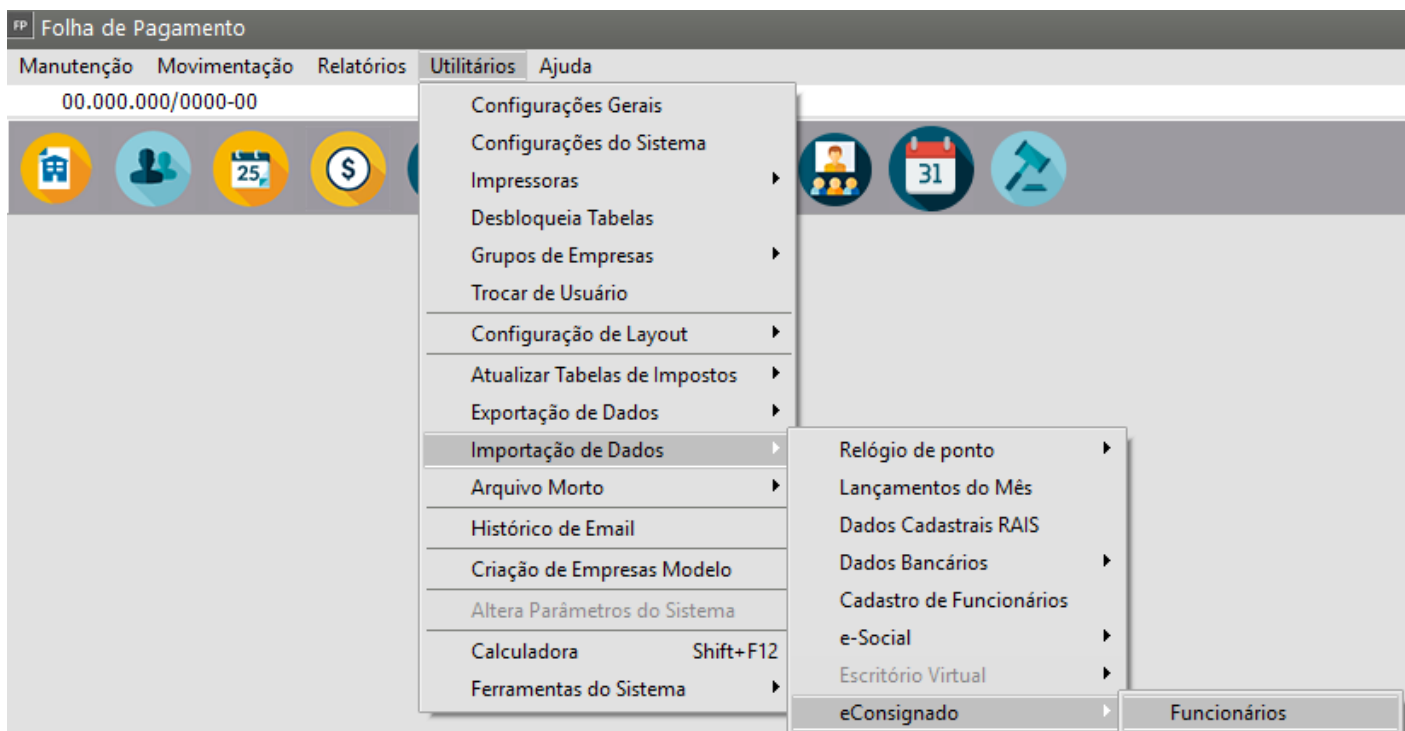 FP Folha de Pagamento
Manutenção Movimentação Relatórios Utilitários Ajuda
00.000.000/0000-00
25
$
31
Configurações Gerais
Configurações do Sistema
Impressoras
Desbloqueia Tabelas
Grupos de Empresas
Trocar de Usuário
Configuração de Layout
Atualizar Tabelas de Impostos
Exportação de Dados
Importação de Dados
Arquivo Morto
Histórico de Email
Criação de Empresas Modelo
Altera Parâmetros do Sistema
Calculadora Shift+F12
Ferramentas do Sistema
Relógio de ponto
Lançamentos do Mês
Dados Cadastrais RAIS
Dados Bancários
Cadastro de Funcionários
e-Social
Escritório Virtual
eConsignado
Funcionários